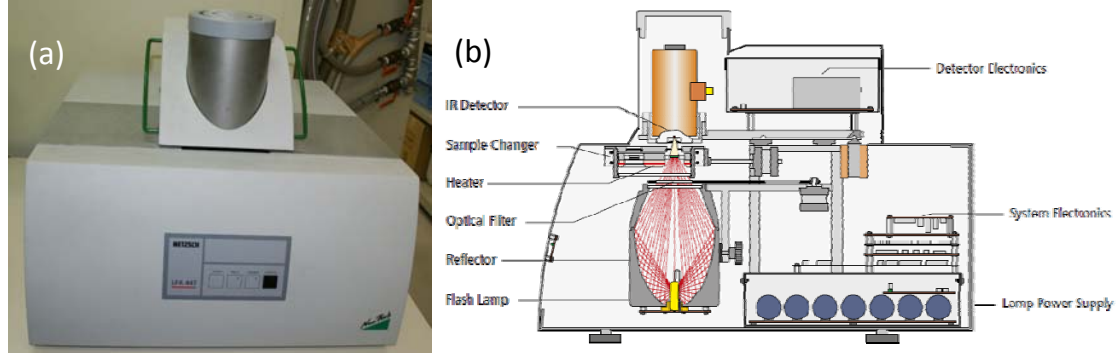 (a)
NETZSCH
LFA 447
(b)
Detector Electronics
IR Detector
Sample Changer
Heater
Optical Filter
System Electronics
Reflector
Flash Lamp
Lamp Power Supply